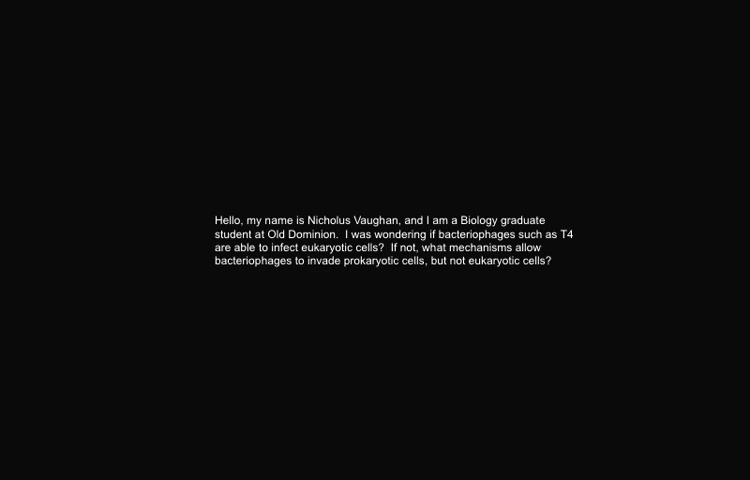 Hello, my name is Nicholus Vaughan, and I am a Biology graduate
student at Old Dominion.  I was wondering if bacteriophages such as T4
are able to infect eukaryotic cells?  If not, what mechanisms allow
bacteriophages to invade prokaryotic cells, but not eukaryotic cells?